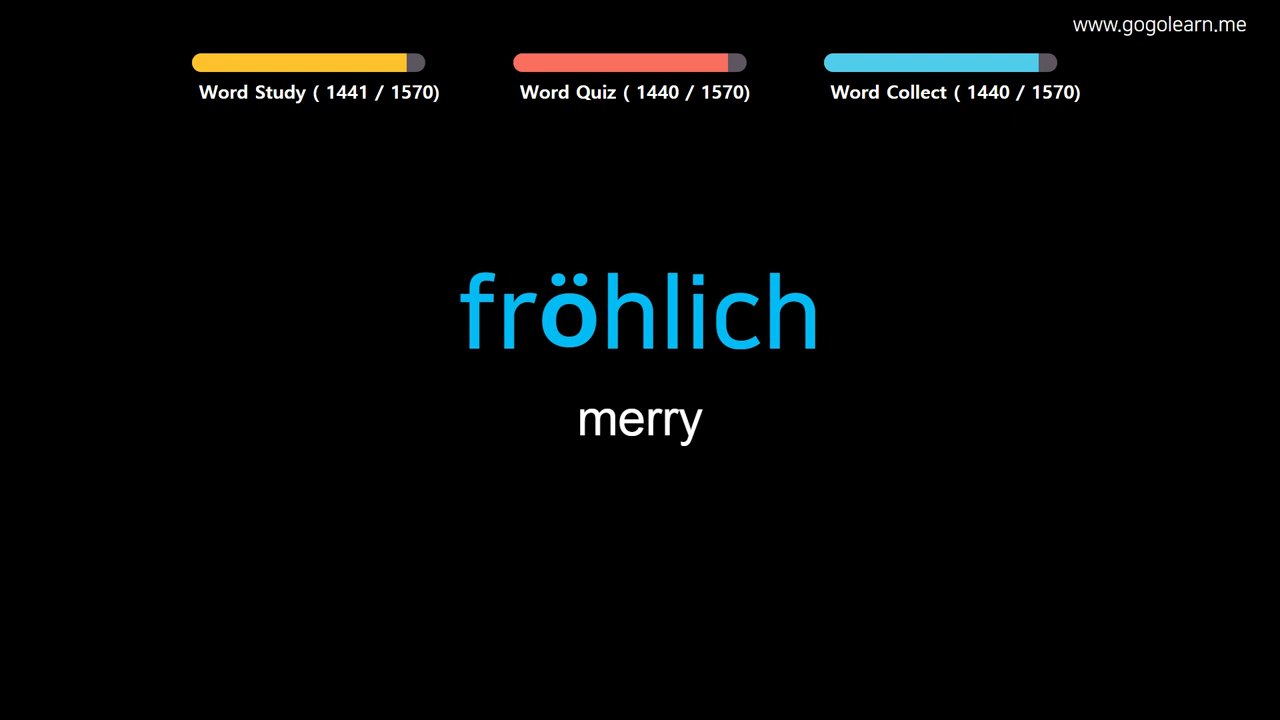 www.gogolearn.me
Word Study ( 1441 / 1570)
Word Quiz ( 1440 / 1570)
Word Collect ( 1440 / 1570)
fröhlich
merry